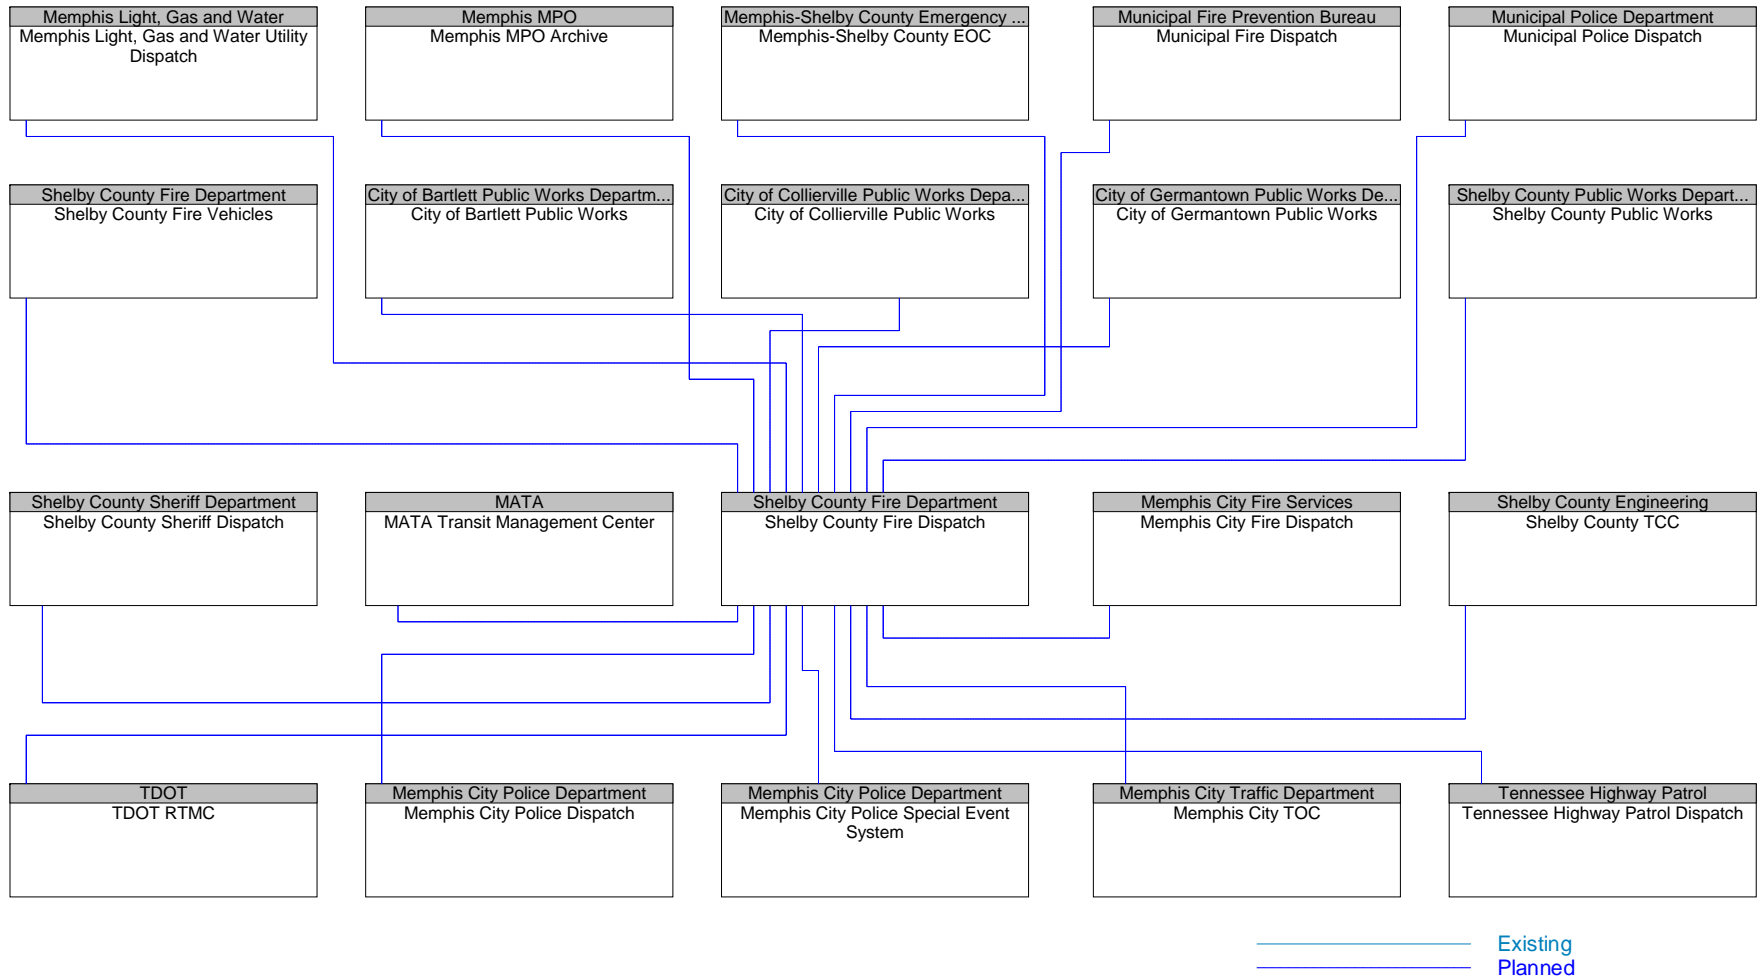 Memphis Light, Gas and Water
Memphis Light, Gas and Water Utility
Dispatch
Memphis MPO
Memphis MPO Archive
Memphis-Shelby County Emergency ...
Memphis-Shelby County EOC
Municipal Fire Prevention Bureau
Municipal Fire Dispatch
Municipal Police Department
Municipal Police Dispatch
Shelby County Fire Department
Shelby County Fire Vehicles
City of Bartlett Public Works Departm...
City of Bartlett Public Works
City of Collierville Public Works Depa...
City of Collierville Public Works
City of Germantown Public Works De...
City of Germantown Public Works
Shelby County Public Works Depart...
Shelby County Public Works
Shelby County Sheriff Department
Shelby County Sheriff Dispatch
MATA
MATA Transit Management Center
Shelby County Fire Department
Shelby County Fire Dispatch
Memphis City Fire Services
Memphis City Fire Dispatch
Shelby County Engineering
Shelby County TCC
TDOT
TDOT RTMC
Memphis City Police Department
Memphis City Police Dispatch
Memphis City Police Department
Memphis City Police Special Event
System
Memphis City Traffic Department
Memphis City TOC
Tennessee Highway Patrol
Tennessee Highway Patrol Dispatch
Existing
Planned